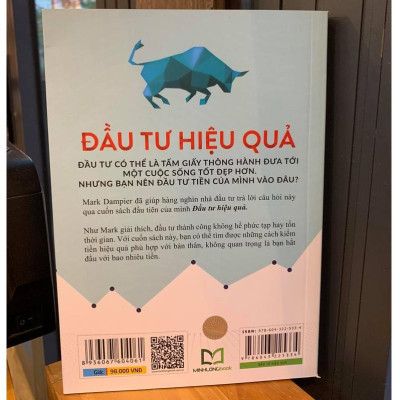 ĐẦU TƯ HIỆU QUẢ
ĐẦU TƯ CÓ THỂ LÀ TẤM GIẤY THÔNG HÀNH ĐƯA TỚI
MỘT CUỘC SỐNG TỐT ĐẸP HƠN.
NHƯNG BẠN NÊN ĐẦU TƯ TIỀN CỦA MÌNH VÀO ĐÂU?
Mark Dampier đã giúp hàng nghìn nhà đầu tư trả lời câu hỏi này
qua cuốn sách đầu tiên của mình Đầu tư hiệu quả.
Như Mark giải thích, đầu tư thành công không hề phức tạp hay tốn
thời gian. Với cuốn sách này, bạn có thể tìm được những cách kiếm
tiền hiệu quả phù hợp với bản thân, không quan trọng là bạn bắt
đầu với bao nhiêu tiền.
8 936067 604061
Giá: 98.000 VNĐ
MINHLONGbook